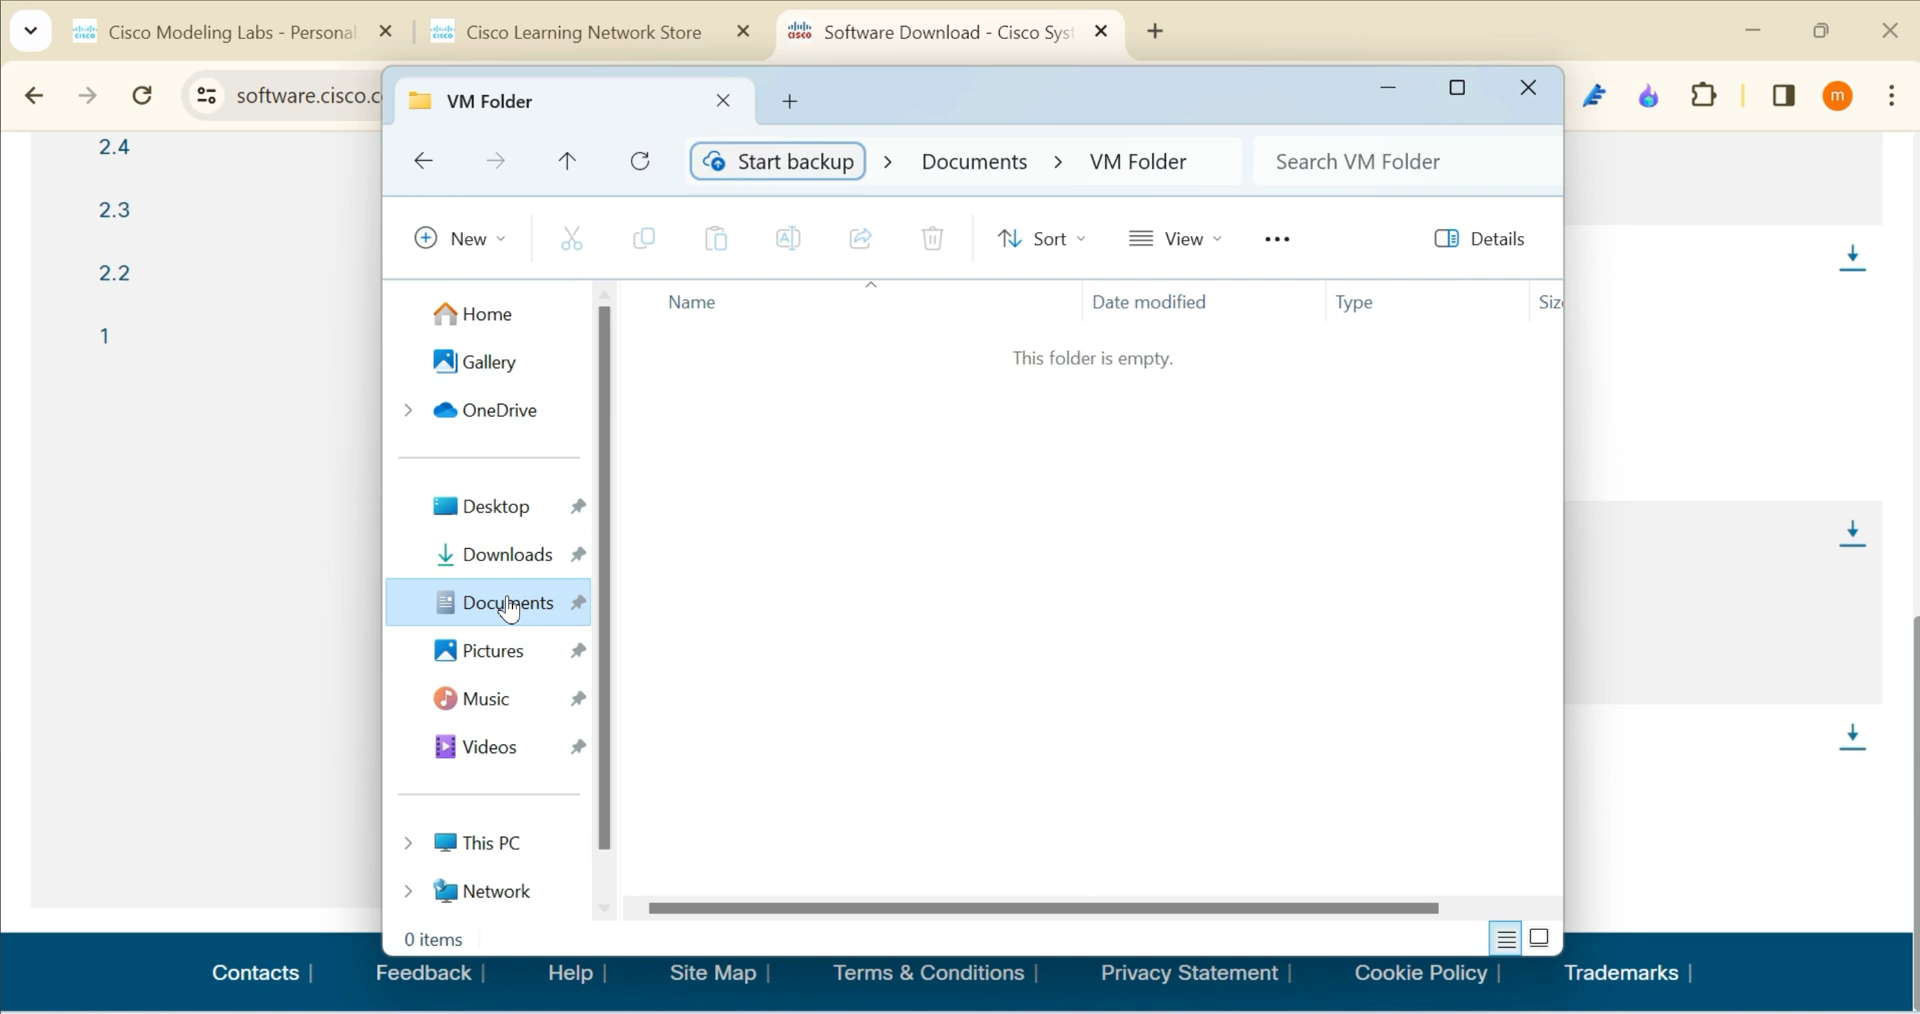 Cisco Modeling Labs - Personal
Cisco Learning Network Store
Software Download - Cisco Syst
software.cisco.c
m
VM Folder
Start backup > Documents > VM Folder
Search VM Folder
New
Sort
View
Details
2.4
2.3
2.2
1
Name
Date modified
Type
Siz
This folder is empty.
Home
Gallery
OneDrive
Desktop
Downloads
Documents
Pictures
Music
Videos
This PC
Network
0 items
Contacts | Feedback | Help | Site Map | Terms & Conditions | Privacy Statement | Cookie Policy | Trademarks |